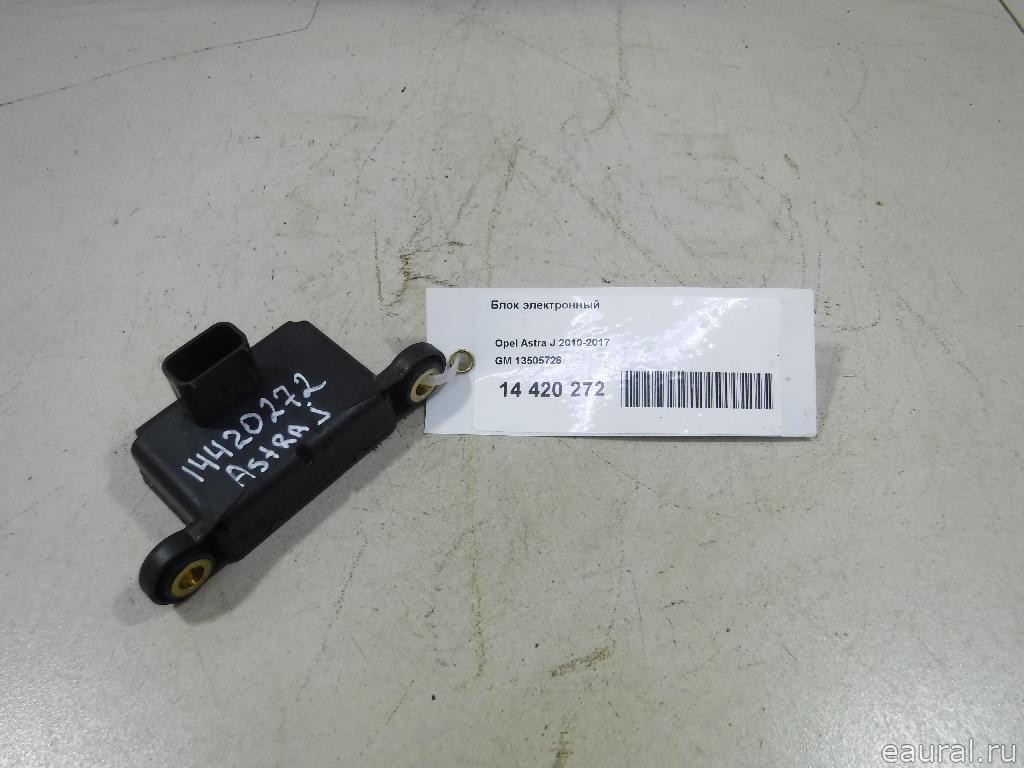 Блок электронный
Opel Astra J 2010-2017
GM 13505726
14 420 272
14420272
ASTRA J
eaural.ru